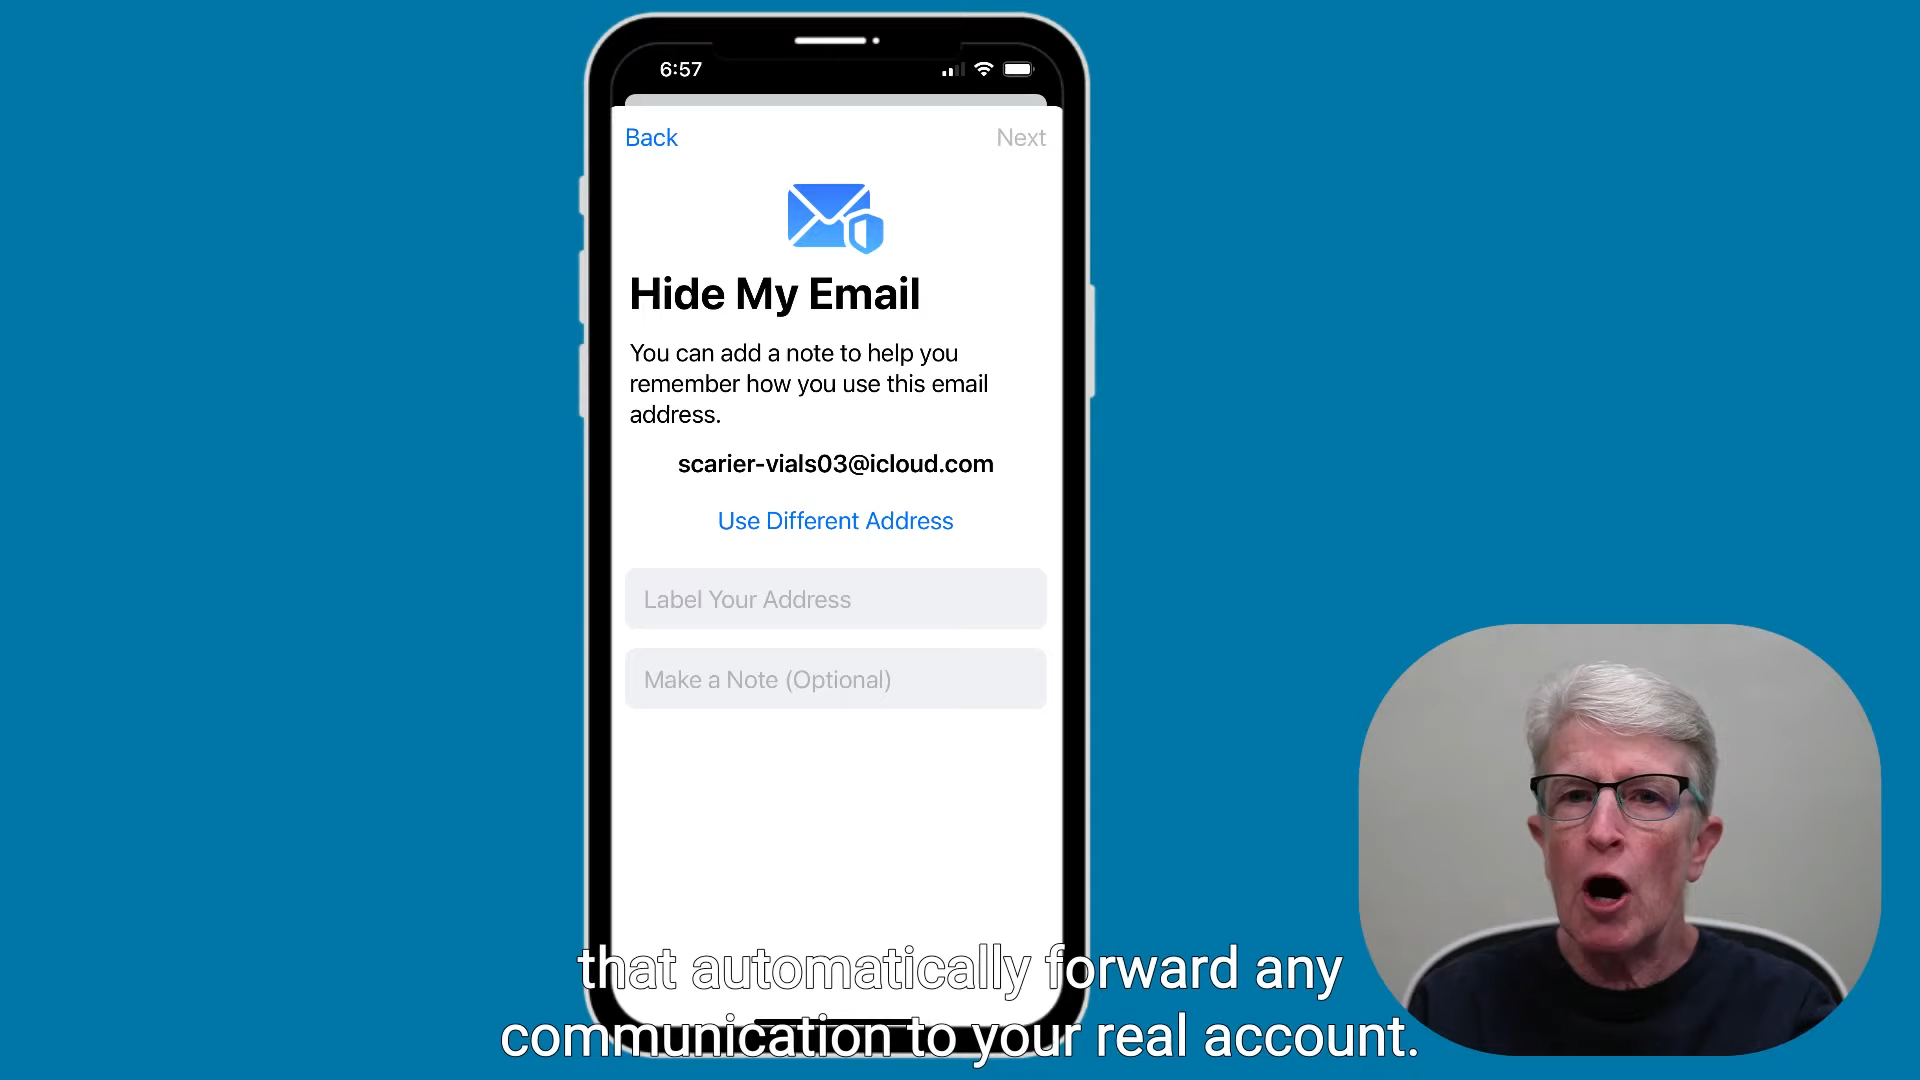 6:57
Back
Next
Hide My Email
You can add a note to help you
remember how you use this email
address.
scarier-vials03@icloud.com
Use Different Address
Label Your Address
Make a Note (Optional)
that automatically forward any
communication to your real account.